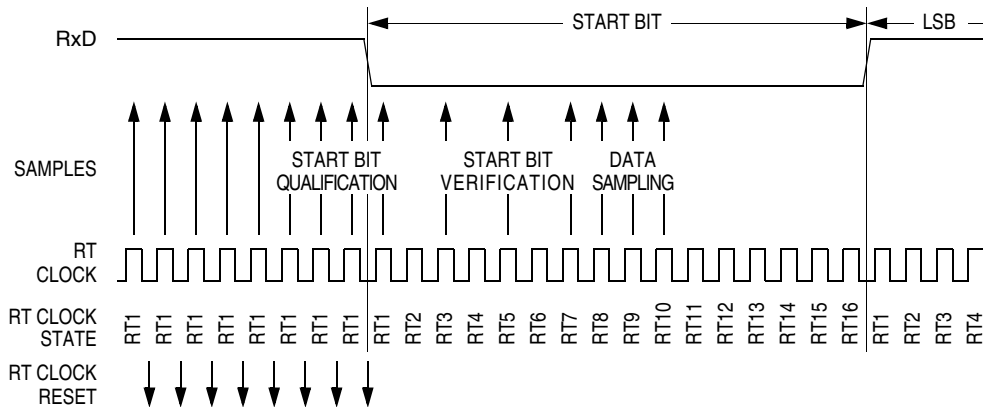 START BIT LSB
RxD
SAMPLES
START BIT QUALIFICATION
START BIT VERIFICATION
DATA SAMPLING
RT CLOCK
RT CLOCK STATE
RT1 RT1 RT1 RT1 RT1 RT1 RT1 RT1 RT1 RT2 RT3 RT4 RT5 RT6 RT7 RT8 RT9 RT10 RT11 RT12 RT13 RT14 RT15 RT16 RT1 RT2 RT3 RT4
RT CLOCK RESET